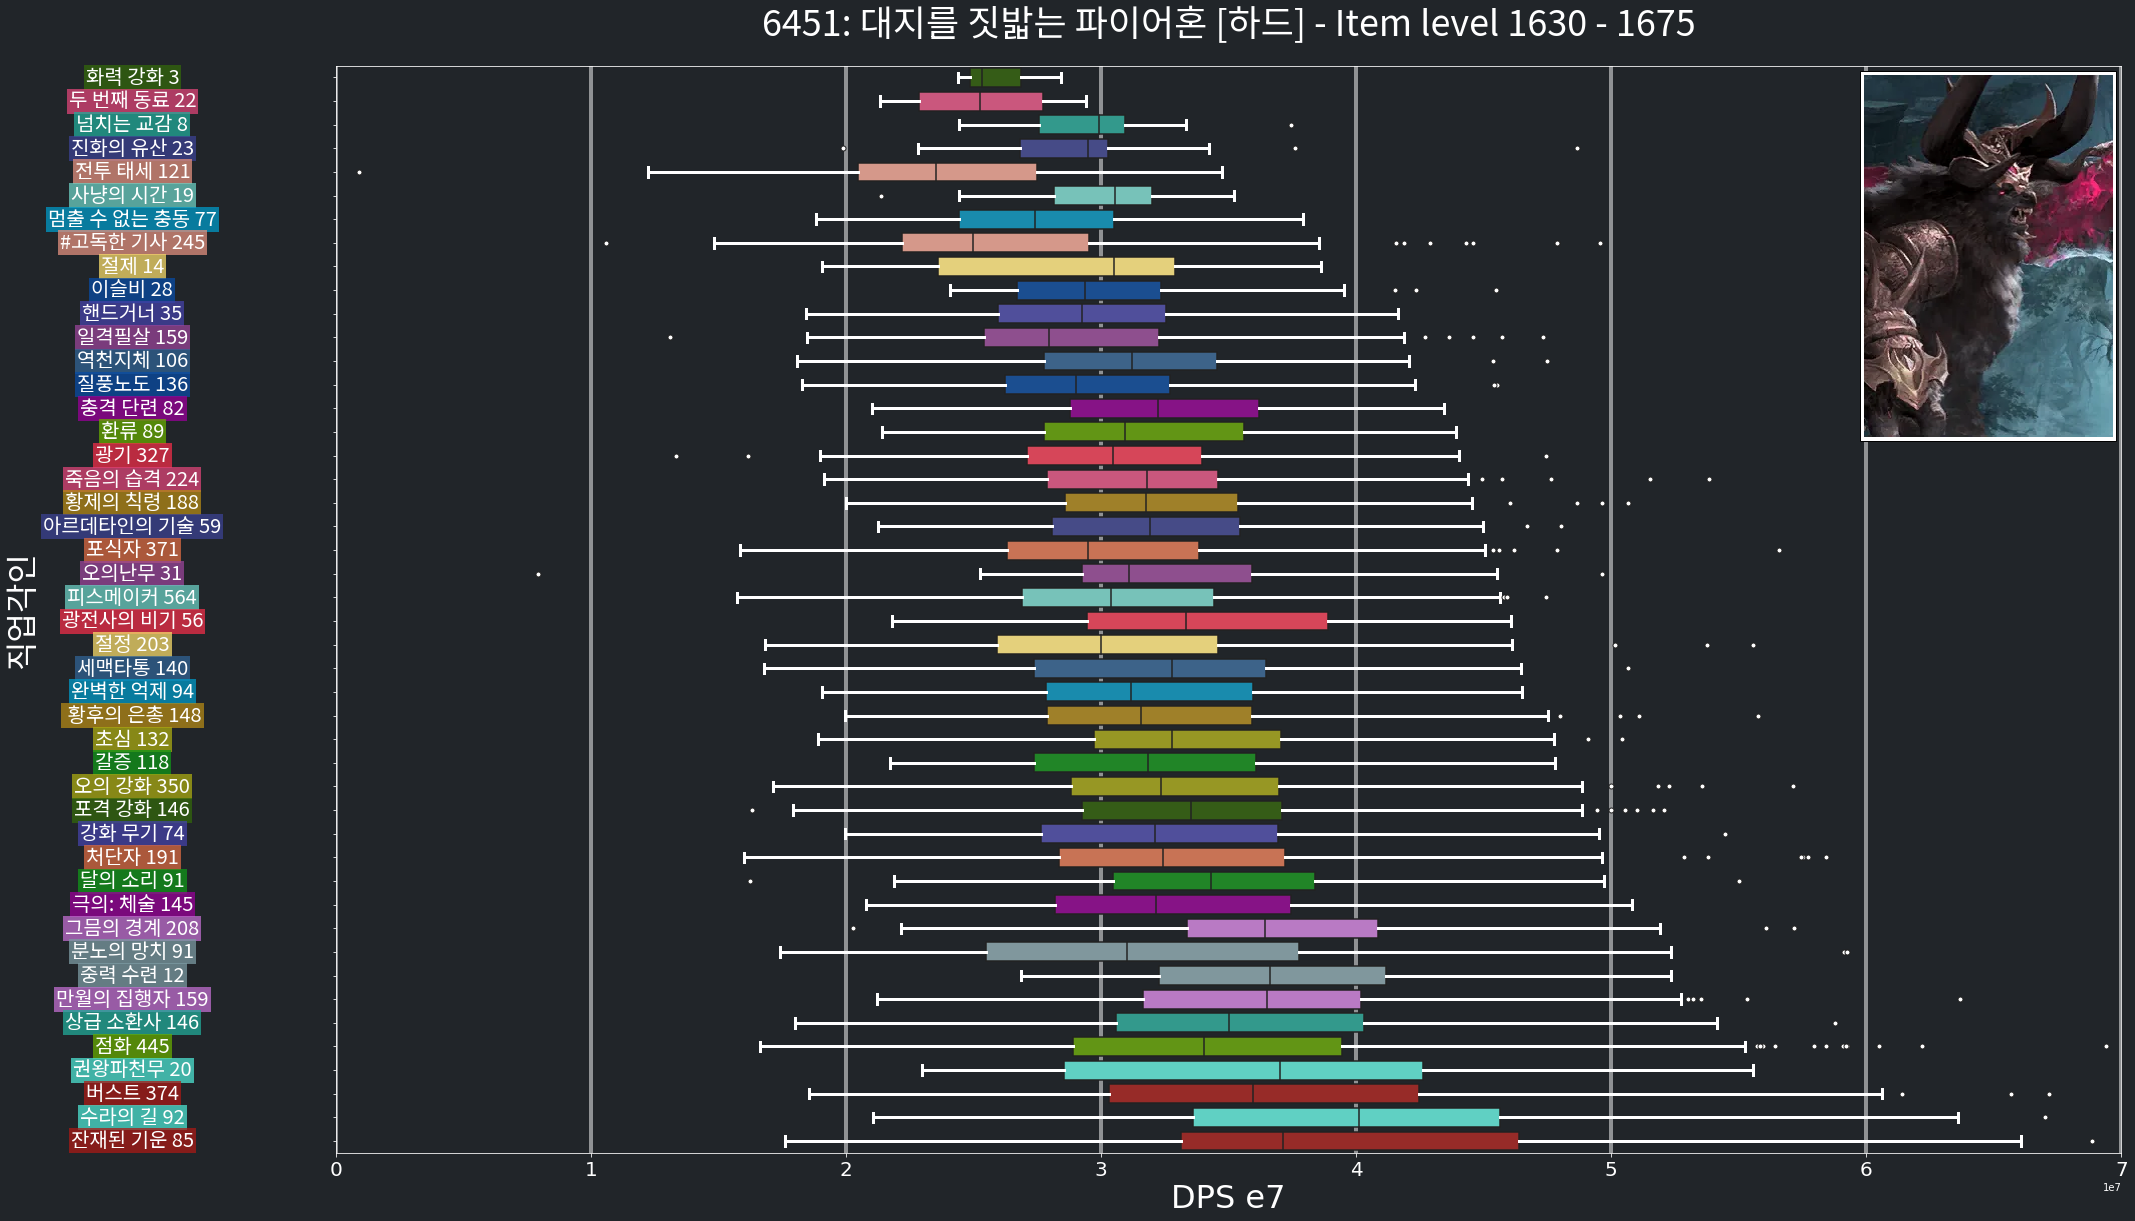 6451: 대지를 짓밟는 파이어혼 [하드] - Item level 1630 - 1675
화력 강화 3
두 번째 동료 22
넘치는 교감 8
진화의 유산 23
전투 태세 121
사냥의 시간 19
멈출 수 없는 충동 77
#고독한 기사 245
절제 14
이슬비 28
핸드거너 35
일격필살 159
역천지체 106
질풍노도 136
충격 단련 82
환류 89
광기 327
죽음의 습격 224
황제의 칙령 188
아르데타인의 기술 59
포식자 371
오의난무 31
피스메이커 564
광전사의 비기 56
절정 203
세맥타통 140
완벽한 억제 94
황후의 은총 148
초심 132
갈증 118
오의 강화 350
포격 강화 146
강화 무기 74
처단자 191
달의 소리 91
극의: 체술 145
그믐의 경계 208
분노의 망치 91
중력 수련 12
만월의 집행자 159
상급 소환사 146
점화 445
권왕파천무 20
버스트 374
수라의 길 92
잔재된 기운 85
직업각인
0 1 2 3 4 5 6 7
1e7
DPS e7